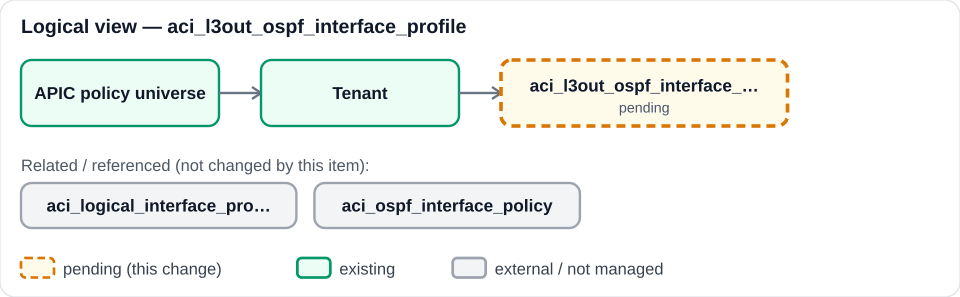 Logical view — aci_l3out_ospf_interface_profile
APIC policy universe
Tenant
aci_l3out_ospf_interface_…
pending
Related / referenced (not changed by this item):
aci_logical_interface_pro…
aci_ospf_interface_policy
pending (this change)
existing
external / not managed